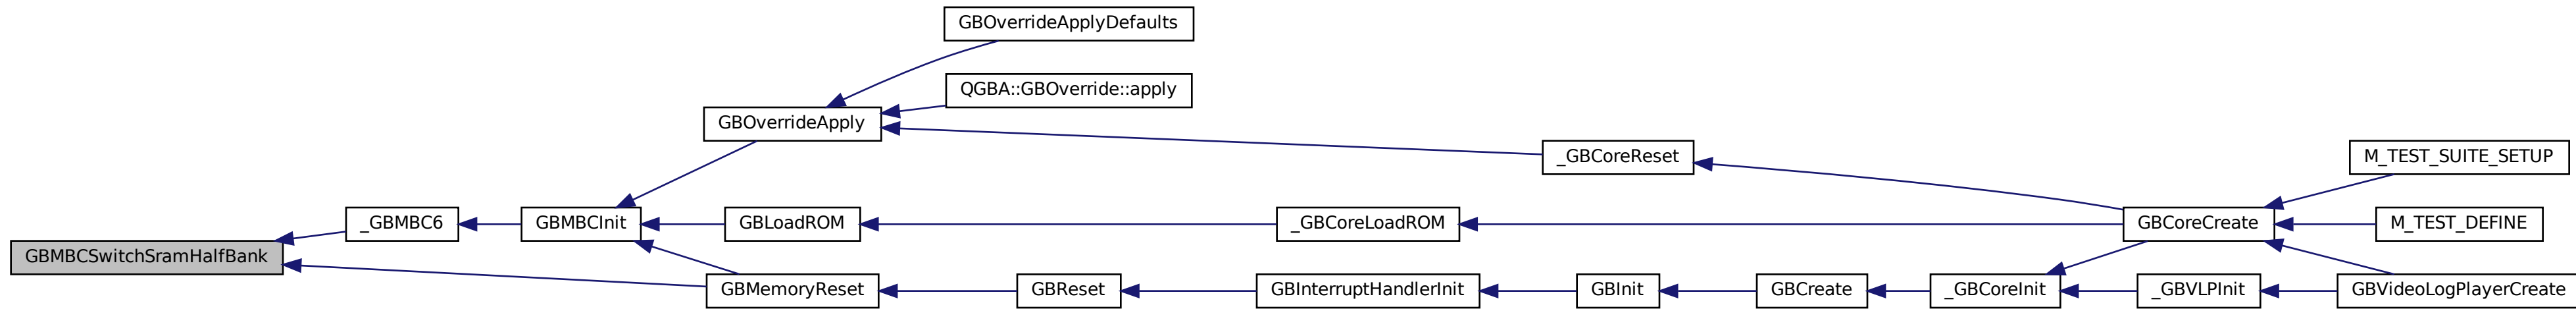 GBOverrideApplyDefaults
QGBA::GBOverride::apply
GBOverrideApply
_GBCoreReset
M_TEST_SUITE_SETUP
_GBMBC6
GBMBCInit
GBLoadROM
_GBCoreLoadROM
GBCoreCreate
M_TEST_DEFINE
GBMBCSwitchSramHalfBank
GBMemoryReset
GBReset
GBInterruptHandlerInit
GBInit
GBCreate
_GBCoreInit
_GBVLPInit
GBVideoLogPlayerCreate